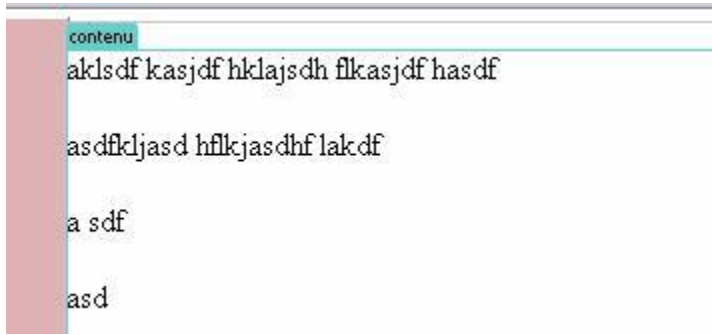 contenu
aklsdf kasjdf hklajsdh flkasjdf hasdf
asdfkljasd hflkjasdhf lakdf
a sdf
asd